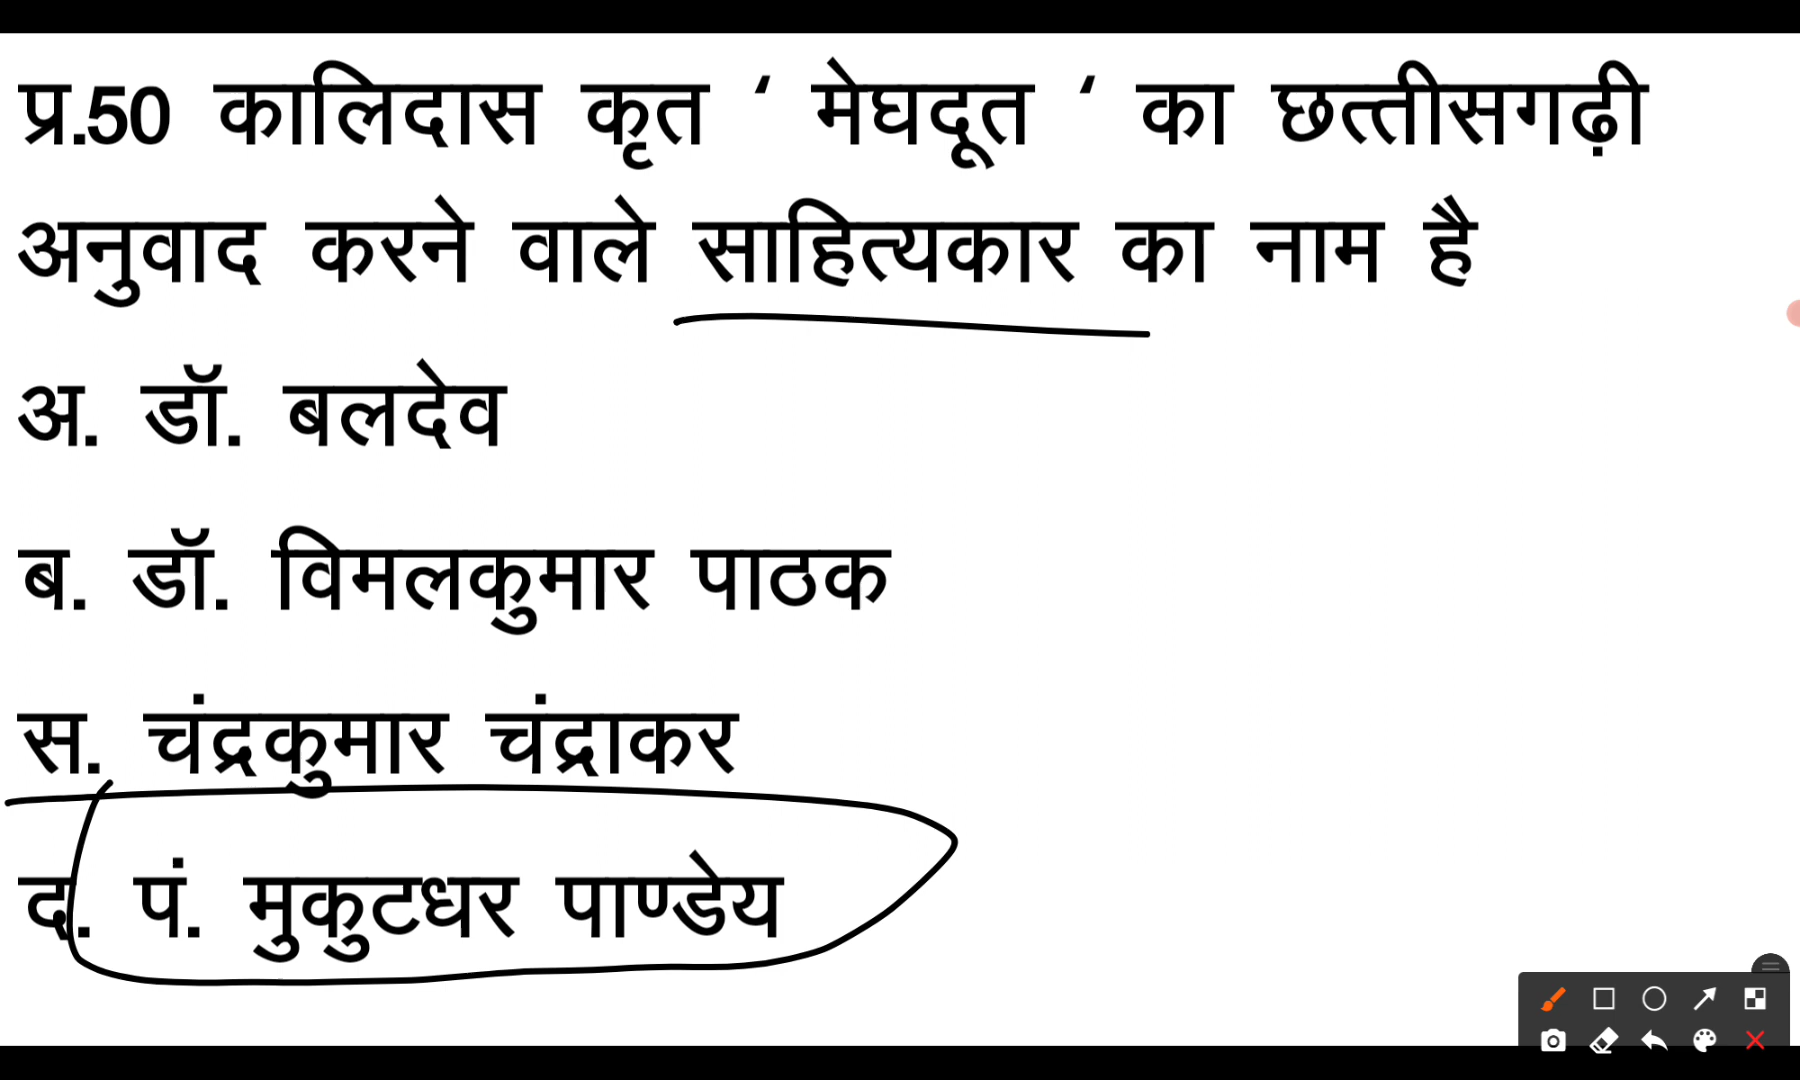 प्र.50 कालिदास कृत ‘ मेघदूत ‘ का छत्तीसगढ़ी
अनुवाद करने वाले साहित्यकार का नाम है
अ. डॉ. बलदेव
ब. डॉ. विमलकुमार पाठक
स. चंद्रकुमार चंद्राकर
द. पं. मुकुटधर पाण्डेय